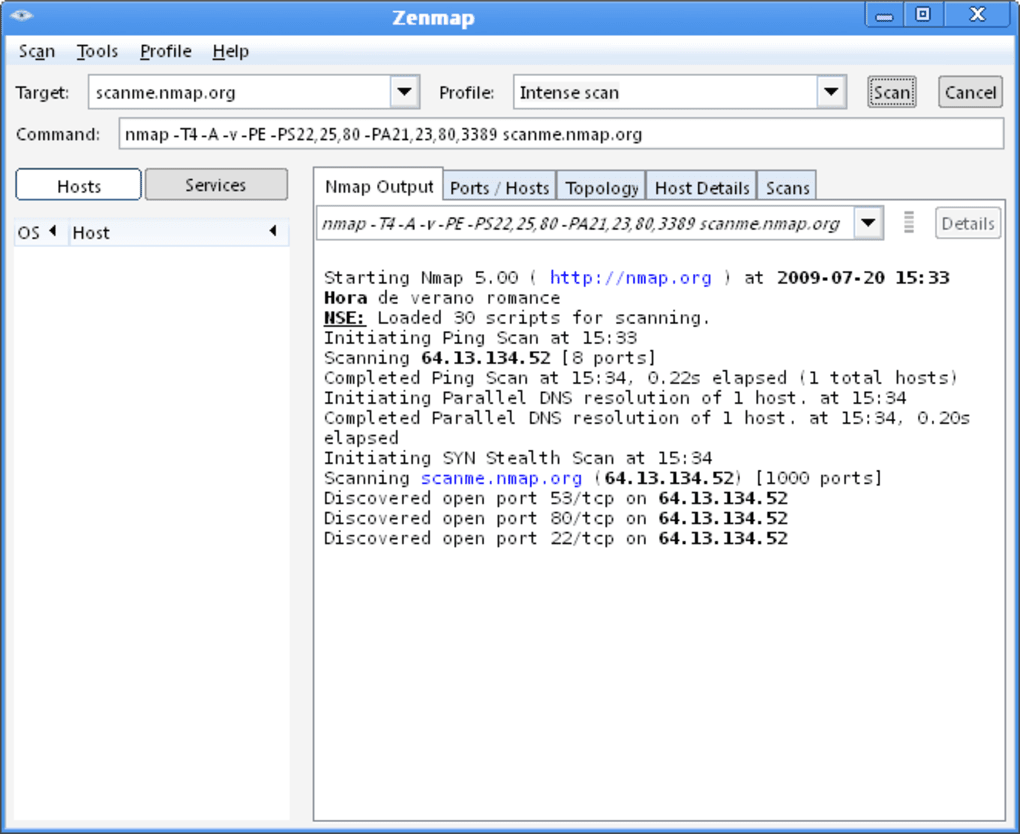 Zenmap
Scan Tools Profile Help
Target: scanme.nmap.org Profile: Intense scan Scan Cancel
Command: nmap -T4 -A -v -PE -PS22,25,80 -PA21,23,80,3389 scanme.nmap.org
Hosts Services
OS Host
Nmap Output Ports / Hosts Topology Host Details Scans
nmap -T4 -A -v -PE -PS22,25,80 -PA21,23,80,3389 scanme.nmap.org Details
Starting Nmap 5.00 ( http://nmap.org ) at 2009-07-20 15:33
Hora de verano romance
NSE: Loaded 30 scripts for scanning.
Initiating Ping Scan at 15:33
Scanning 64.13.134.52 [8 ports]
Completed Ping Scan at 15:34, 0.22s elapsed (1 total hosts)
Initiating Parallel DNS resolution of 1 host. at 15:34
Completed Parallel DNS resolution of 1 host. at 15:34, 0.20s
elapsed
Initiating SYN Stealth Scan at 15:34
Scanning scanme.nmap.org (64.13.134.52) [1000 ports]
Discovered open port 53/tcp on 64.13.134.52
Discovered open port 80/tcp on 64.13.134.52
Discovered open port 22/tcp on 64.13.134.52